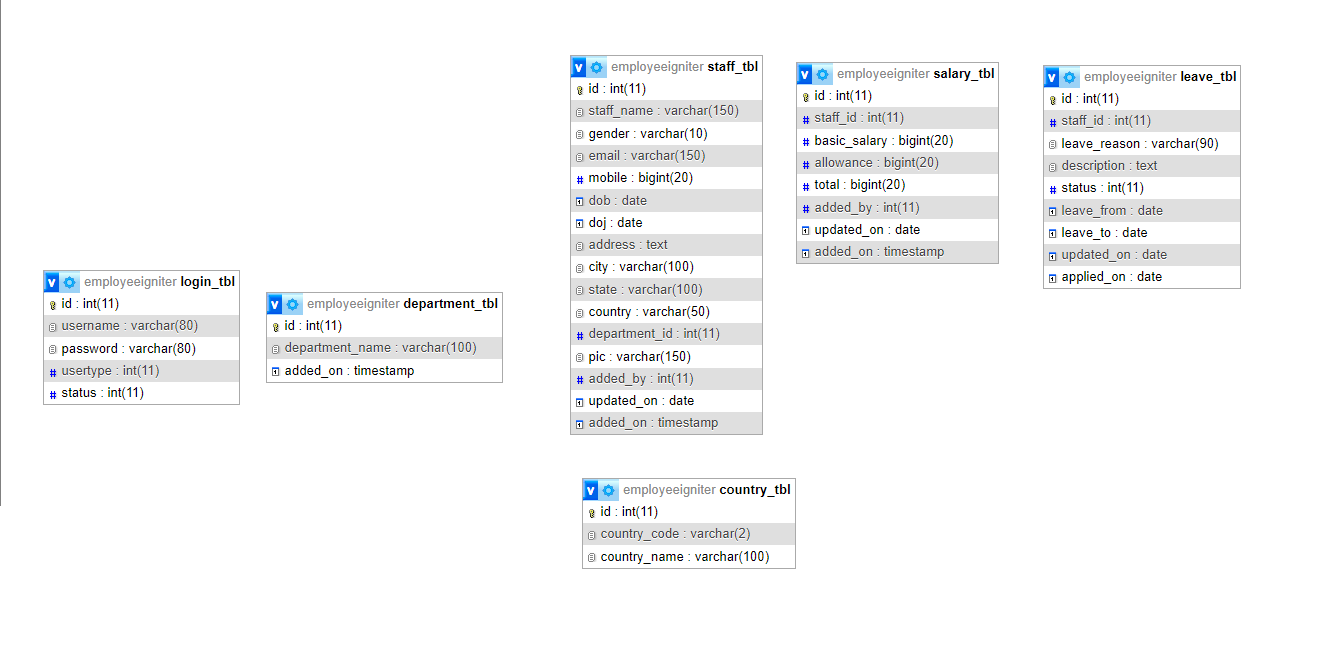 employeeigniter login_tbl
id : int(11)
username : varchar(80)
password : varchar(80)
usertype : int(11)
status : int(11)
employeeigniter department_tbl
id : int(11)
department_name : varchar(100)
added_on : timestamp
employeeigniter staff_tbl
id : int(11)
staff_name : varchar(150)
gender : varchar(10)
email : varchar(150)
mobile : bigint(20)
dob : date
doj : date
address : text
city : varchar(100)
state : varchar(100)
country : varchar(50)
department_id : int(11)
pic : varchar(150)
added_by : int(11)
updated_on : date
added_on : timestamp
employeeigniter country_tbl
id : int(11)
country_code : varchar(2)
country_name : varchar(100)
employeeigniter salary_tbl
id : int(11)
staff_id : int(11)
basic_salary : bigint(20)
allowance : bigint(20)
total : bigint(20)
added_by : int(11)
updated_on : date
added_on : timestamp
employeeigniter leave_tbl
id : int(11)
staff_id : int(11)
leave_reason : varchar(90)
description : text
status : int(11)
leave_from : date
leave_to : date
updated_on : date
applied_on : date